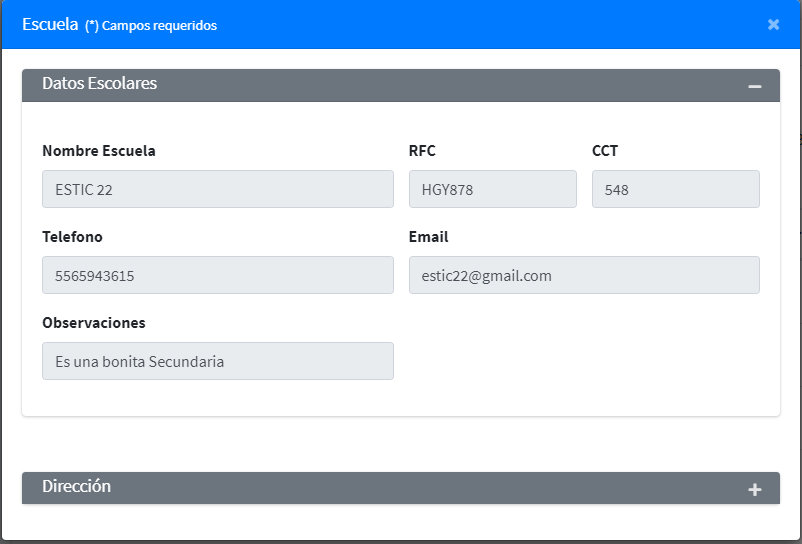 Escuela (*) Campos requeridos
Datos Escolares
Nombre Escuela RFC CCT
ESTIC 22 HGY878 548
Telefono Email
5565943615 estic22@gmail.com
Observaciones
Es una bonita Secundaria
Dirección